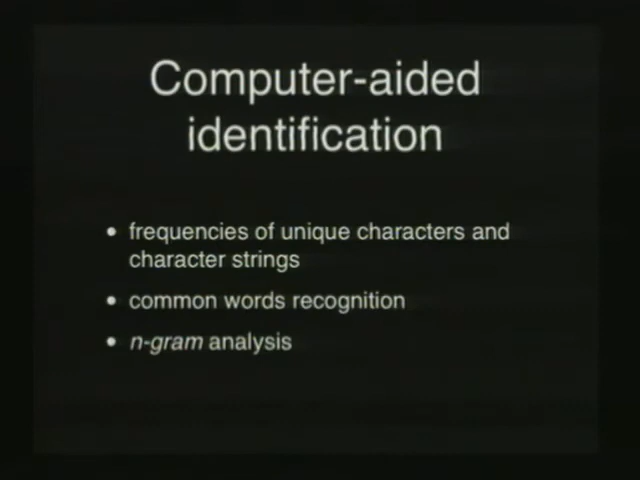 Computer-aided
identification
• frequencies of unique characters and
character strings
• common words recognition
• n-gram analysis